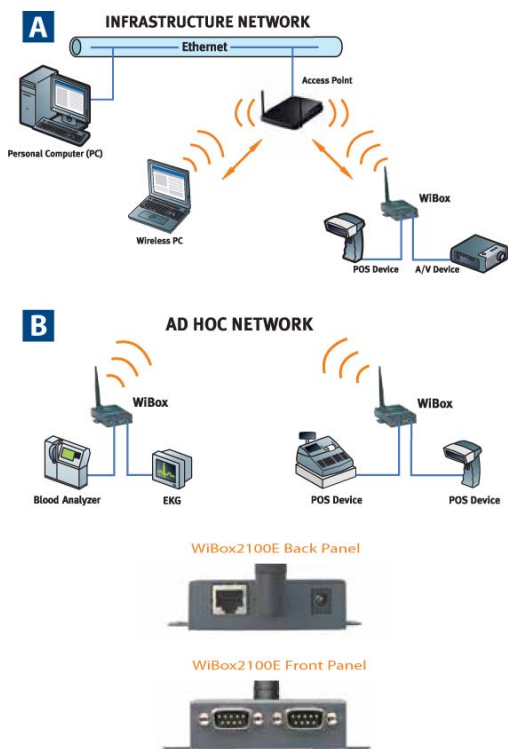 A
INFRASTRUCTURE NETWORK
Ethernet
Access Point
Personal Computer (PC)
WiBox
Wireless PC
POS Device
A/V Device
B
AD HOC NETWORK
WiBox
WiBox
Blood Analyzer
EKG
POS Device
POS Device
WiBox2100E Back Panel
WiBox2100E Front Panel